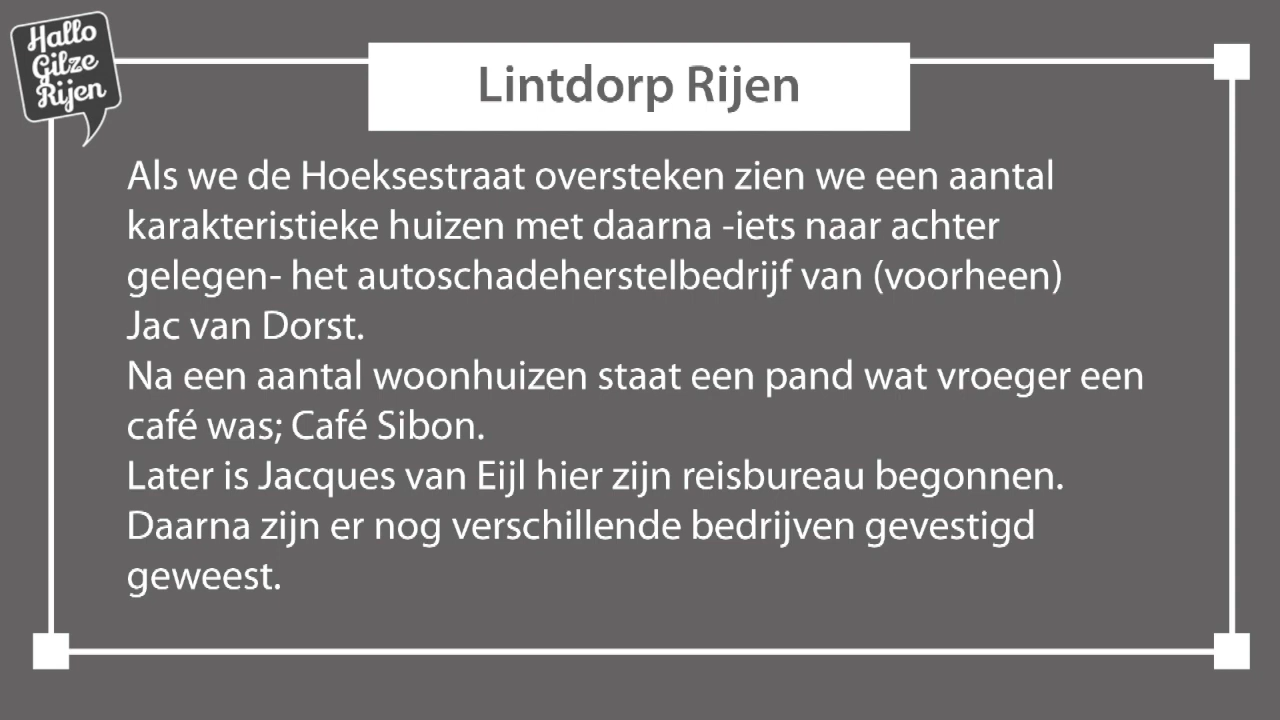 Hallo
Gilze
Rijen
Lintdorp Rijen
Als we de Hoeksestraat oversteken zien we een aantal
karakteristieke huizen met daarna -iets naar achter
gelegen- het autoschadeherstelbedrijf van (voorheen)
Jac van Dorst.
Na een aantal woonhuizen staat een pand wat vroeger een
café was; Café Sibon.
Later is Jacques van Eijl hier zijn reisbureau begonnen.
Daarna zijn er nog verschillende bedrijven gevestigd
geweest.